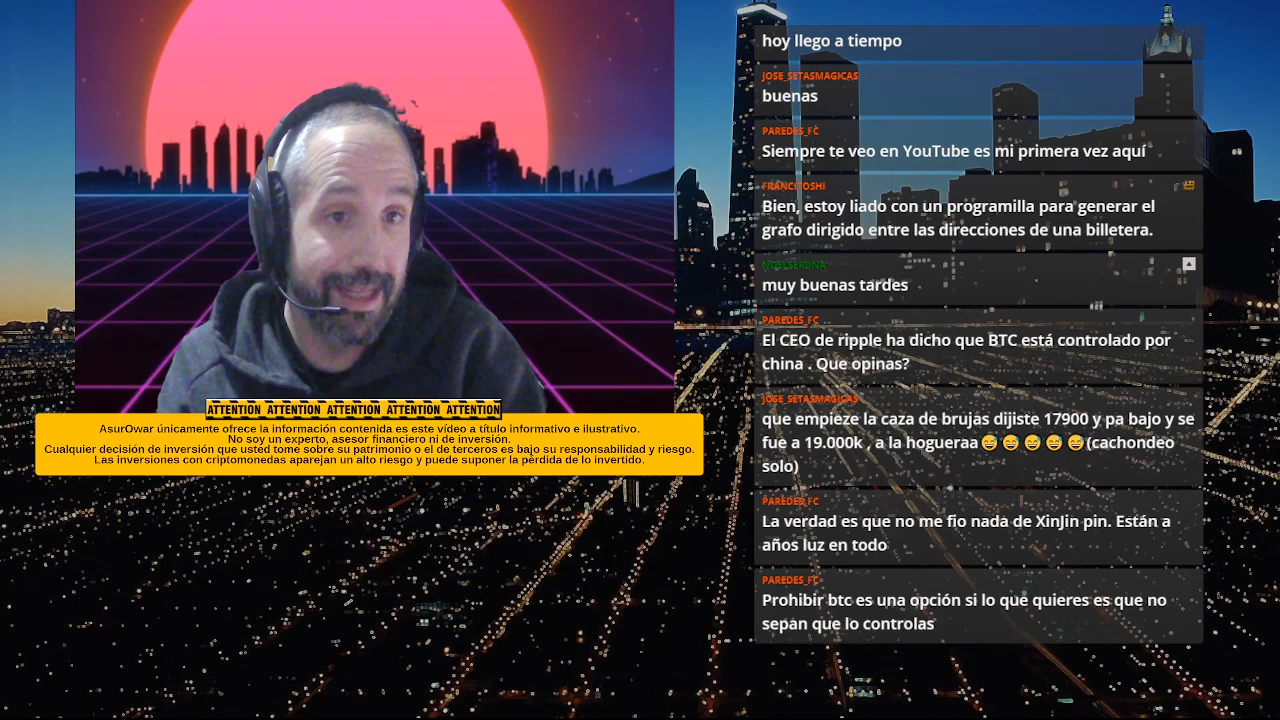 ATTENTION ATTENTION ATTENTION ATTENTION ATTENTION
AsurOwar únicamente ofrece la información contenida es este vídeo a título informativo e ilustrativo.
No soy un experto, asesor financiero ni de inversión.
Cualquier decisión de inversión que usted tome sobre su patrimonio o el de terceros es bajo su responsabilidad y riesgo.
Las inversiones con criptomonedas aparejan un alto riesgo y puede suponer la pérdida de lo invertido.
hoy llego a tiempo
JOSE_SETASMAGICAS
buenas
PAREDES_FC
Siempre te veo en YouTube es mi primera vez aquí
FRANCITOSHI
Bien, estoy liado con un programilla para generar el
grafo dirigido entre las direcciones de una billetera.
NOELSERDNA
muy buenas tardes
PAREDES_FC
El CEO de ripple ha dicho que BTC está controlado por
china . Que opinas?
JOSE_SETASMAGICAS
que empieze la caza de brujas dijiste 17900 y pa bajo y se
fue a 19.000k , a la hogueraa😅😅😅😅😅(cachondeo
solo)
PAREDES_FC
La verdad es que no me fio nada de XinJin pin. Están a
años luz en todo
PAREDES_FC
Prohibir btc es una opción si lo que quieres es que no
sepan que lo controlas